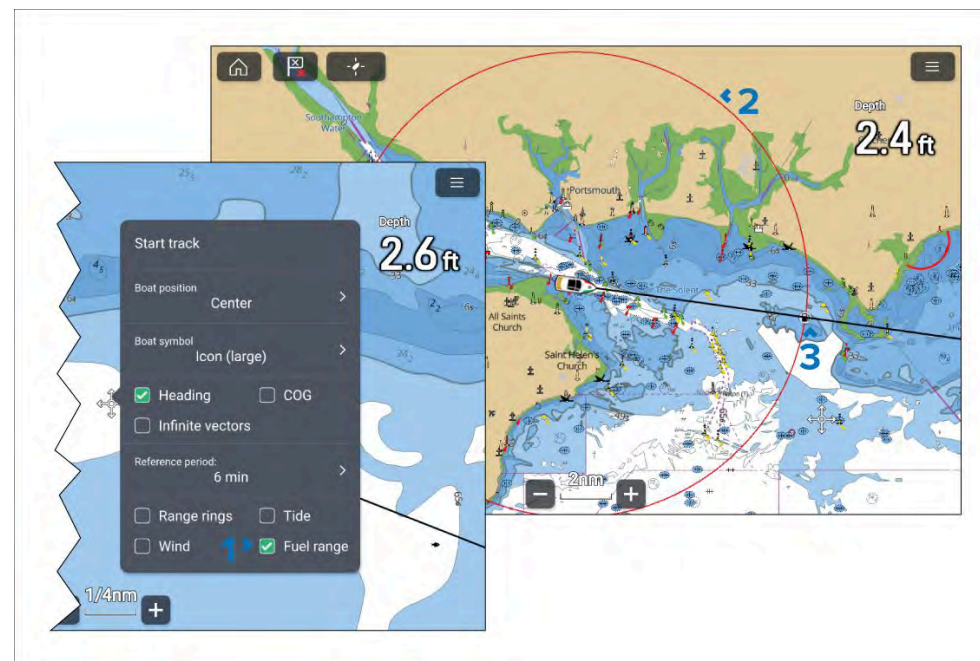 Southampton
Water
2
Depth
2.4 ft
Portsmouth
The Solent
All Saints
Church
Saint Helen's
Church
3
2nm
Depth
2.6 ft
Start track
Boat position
Center
Boat symbol
Icon (large)
Heading
COG
Infinite vectors
Reference period:
6 min
Range rings
Tide
Wind
1
Fuel range
1/4nm